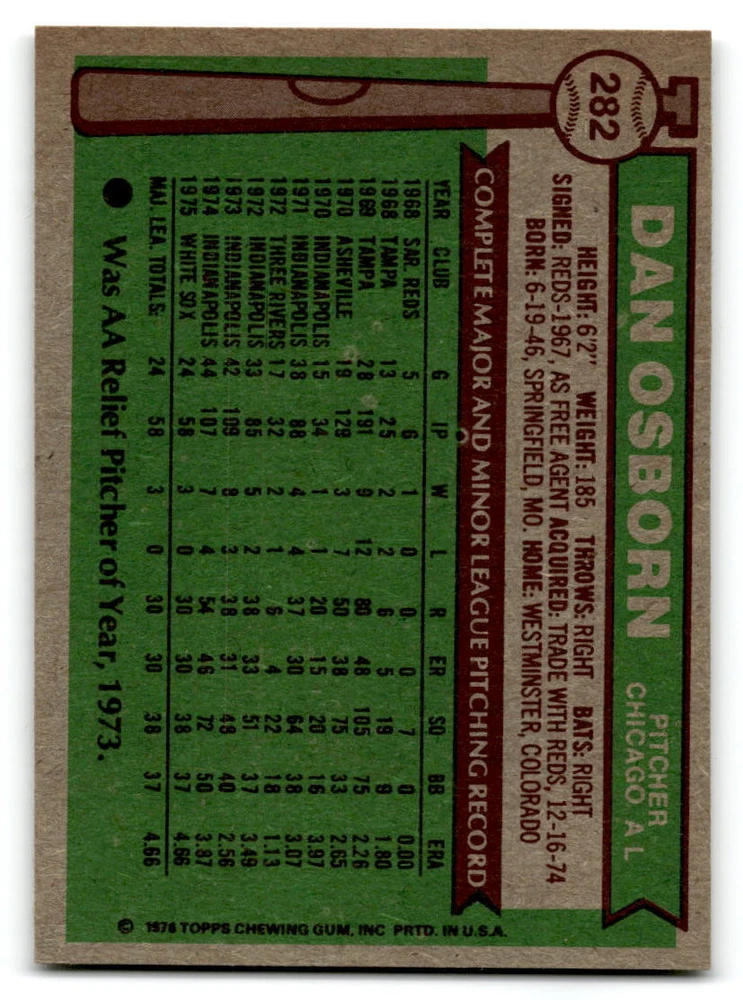 282
DAN OSBORN
PITCHER
CHICAGO A L
HEIGHT: 6'2" WEIGHT: 185 THROWS: RIGHT BATS: RIGHT
SIGNED: REDS-1967, AS FREE AGENT ACQUIRED: TRADE WITH REDS, 12-16-74
BORN: 6-19-46, SPRINGFIELD, MO. HOME: WESTMINSTER, COLORADO
COMPLETE MAJOR AND MINOR LEAGUE PITCHING RECORD
YEAR CLUB G IP W L R ER SO BB ERA
1968 SAR. REDS 5 6 1 0 0 0 7 0 0.00
1968 TAMPA 13 25 2 2 6 5 19 9 1.80
1969 TAMPA 28 191 9 12 80 48 105 75 2.26
1970 ASHEVILLE 19 129 3 7 50 38 75 33 2.65
1970 INDIANAPOLIS 15 34 1 1 20 15 20 16 3.97
1971 INDIANAPOLIS 38 88 4 4 37 30 64 38 3.07
1972 THREE RIVERS 17 32 2 1 6 4 22 18 1.13
1972 INDIANAPOLIS 33 85 5 2 38 33 51 37 3.49
1973 INDIANAPOLIS 42 109 8 3 38 31 48 40 2.56
1974 INDIANAPOLIS 44 107 7 4 54 46 72 50 3.87
1975 WHITE SOX 24 58 3 0 30 30 38 37 4.66
MAJ. LEA. TOTALS: 24 58 3 0 30 30 38 37 4.66
● Was AA Relief Pitcher of Year, 1973.
© 1976 TOPPS CHEWING GUM, INC PRTD. IN U.S.A.